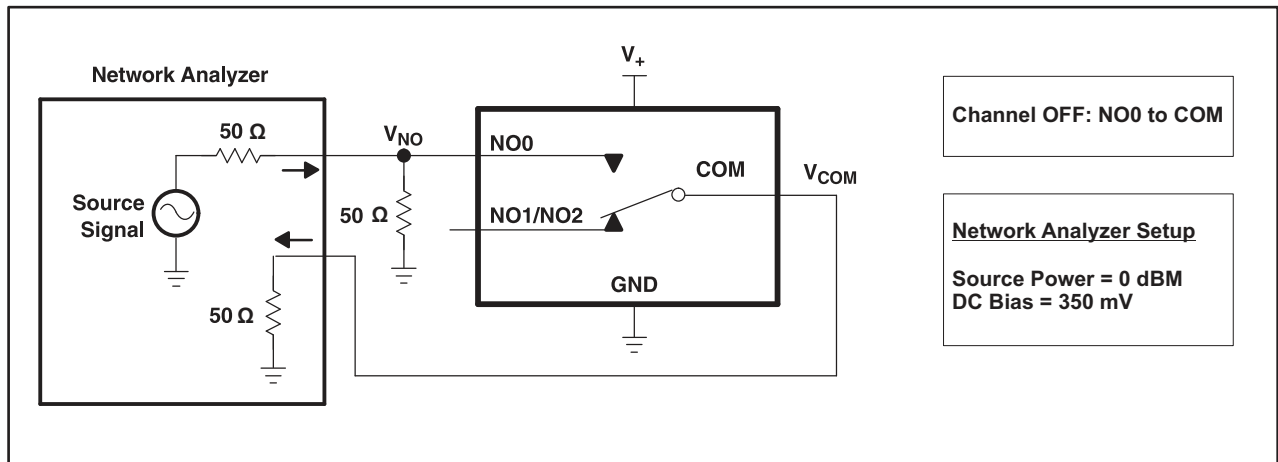 Network Analyzer
50 Ω
Source
Signal
50 Ω
V_NO
50 Ω
V_+
NO0
COM
NO1/NO2
GND
V_COM
Channel OFF: NO0 to COM
Network Analyzer Setup
Source Power = 0 dBM
DC Bias = 350 mV